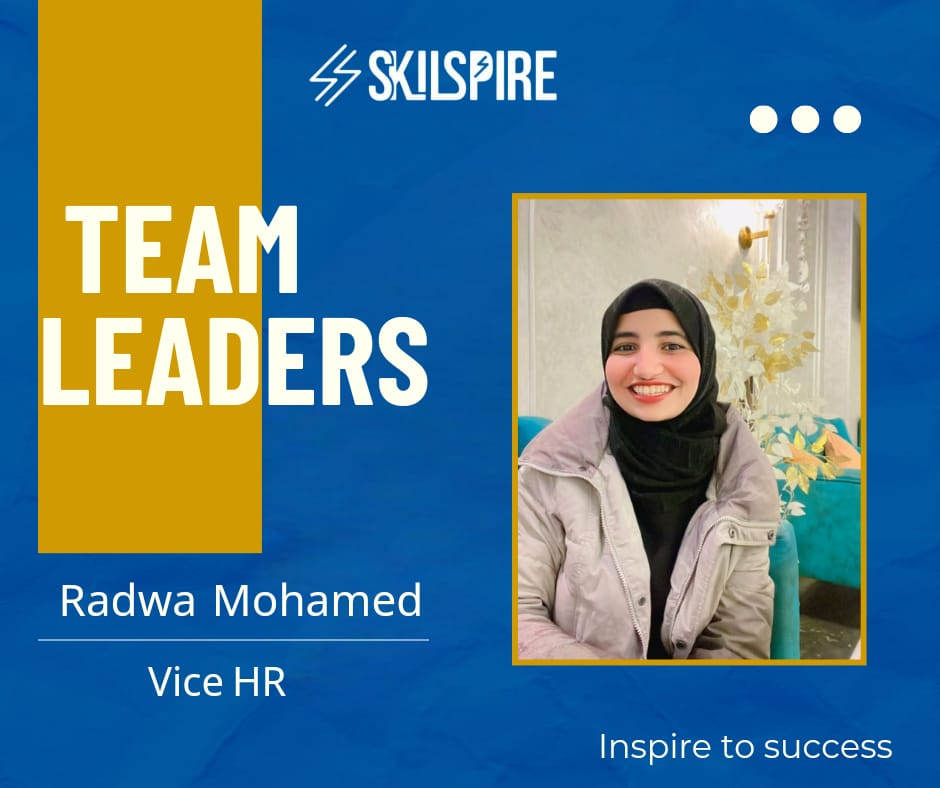 SKILSPIRE
TEAM
LEADERS
Radwa Mohamed
Vice HR
Inspire to success